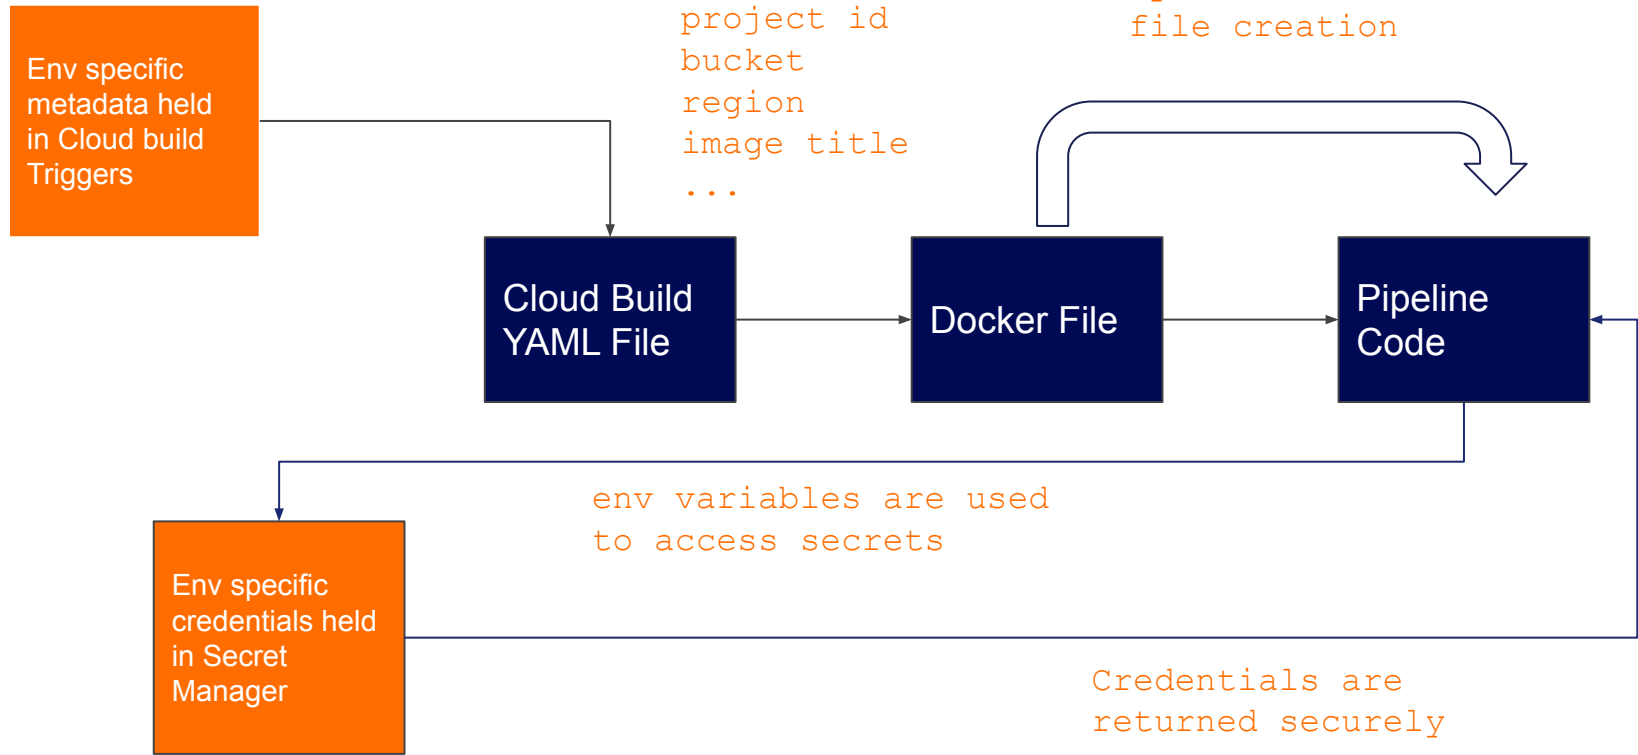 project id
bucket
region
image title
...
file creation
Env specific
metadata held
in Cloud build
Triggers
Cloud Build
YAML File
Docker File
Pipeline
Code
env variables are used
to access secrets
Env specific
credentials held
in Secret
Manager
Credentials are
returned securely